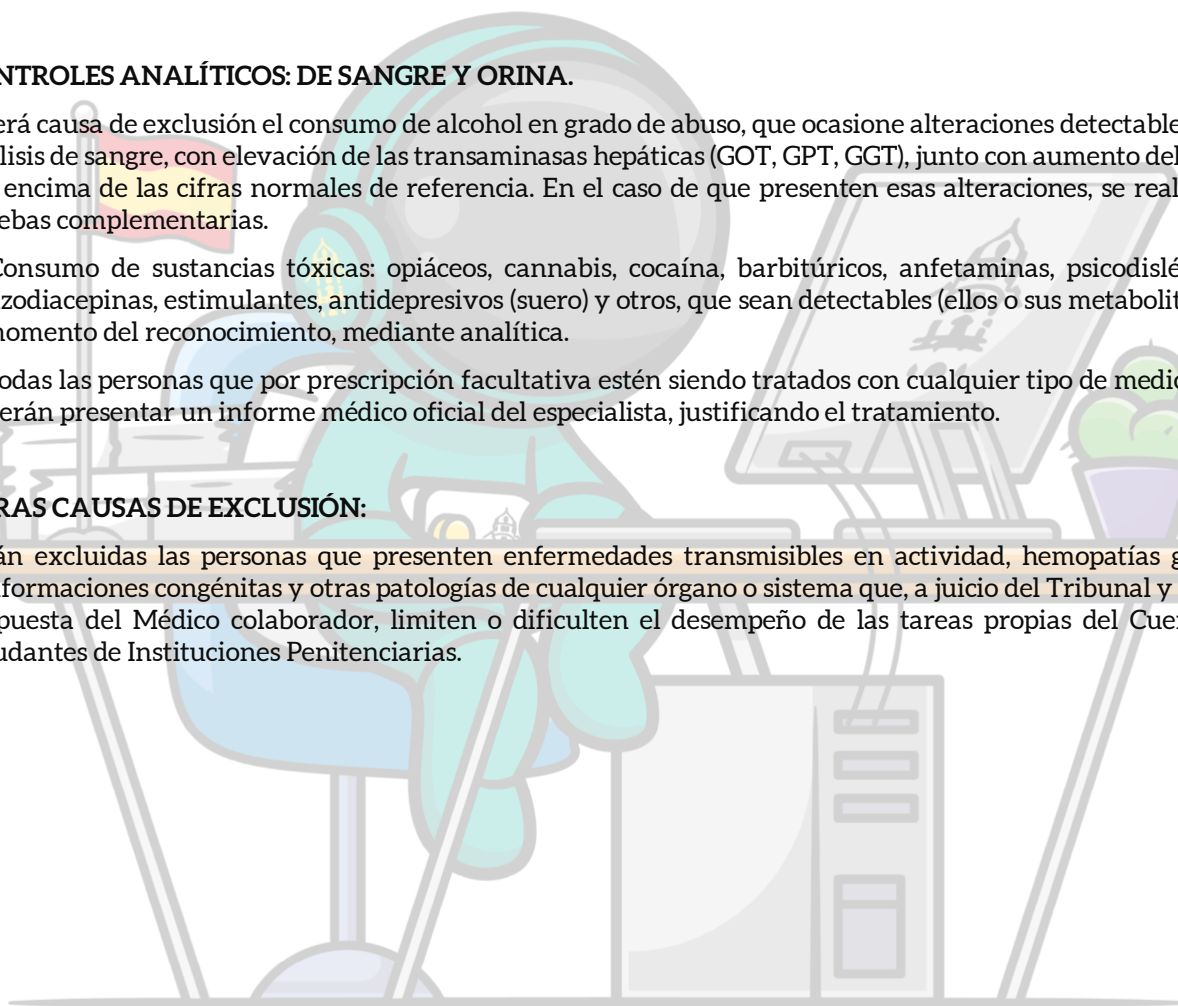 NTROLES ANALÍTICOS: DE SANGRE Y ORINA.
erá causa de exclusión el consumo de alcohol en grado de abuso, que ocasione alteraciones detectable
lisis de sangre, con elevación de las transaminasas hepáticas (GOT, GPT, GGT), junto con aumento del
encima de las cifras normales de referencia. En el caso de que presenten esas alteraciones, se real
ebas complementarias.
Consumo de sustancias tóxicas: opiáceos, cannabis, cocaína, barbitúricos, anfetaminas, psicodislé
zodiacepinas, estimulantes, antidepresivos (suero) y otros, que sean detectables (ellos o sus metabolit
momento del reconocimiento, mediante analítica.
odas las personas que por prescripción facultativa estén siendo tratados con cualquier tipo de medic
erán presentar un informe médico oficial del especialista, justificando el tratamiento.
RAS CAUSAS DE EXCLUSIÓN:
án excluidas las personas que presenten enfermedades transmisibles en actividad, hemopatías g
formaciones congénitas y otras patologías de cualquier órgano o sistema que, a juicio del Tribunal y
puesta del Médico colaborador, limiten o dificulten el desempeño de las tareas propias del Cue
udantes de Instituciones Penitenciarias.